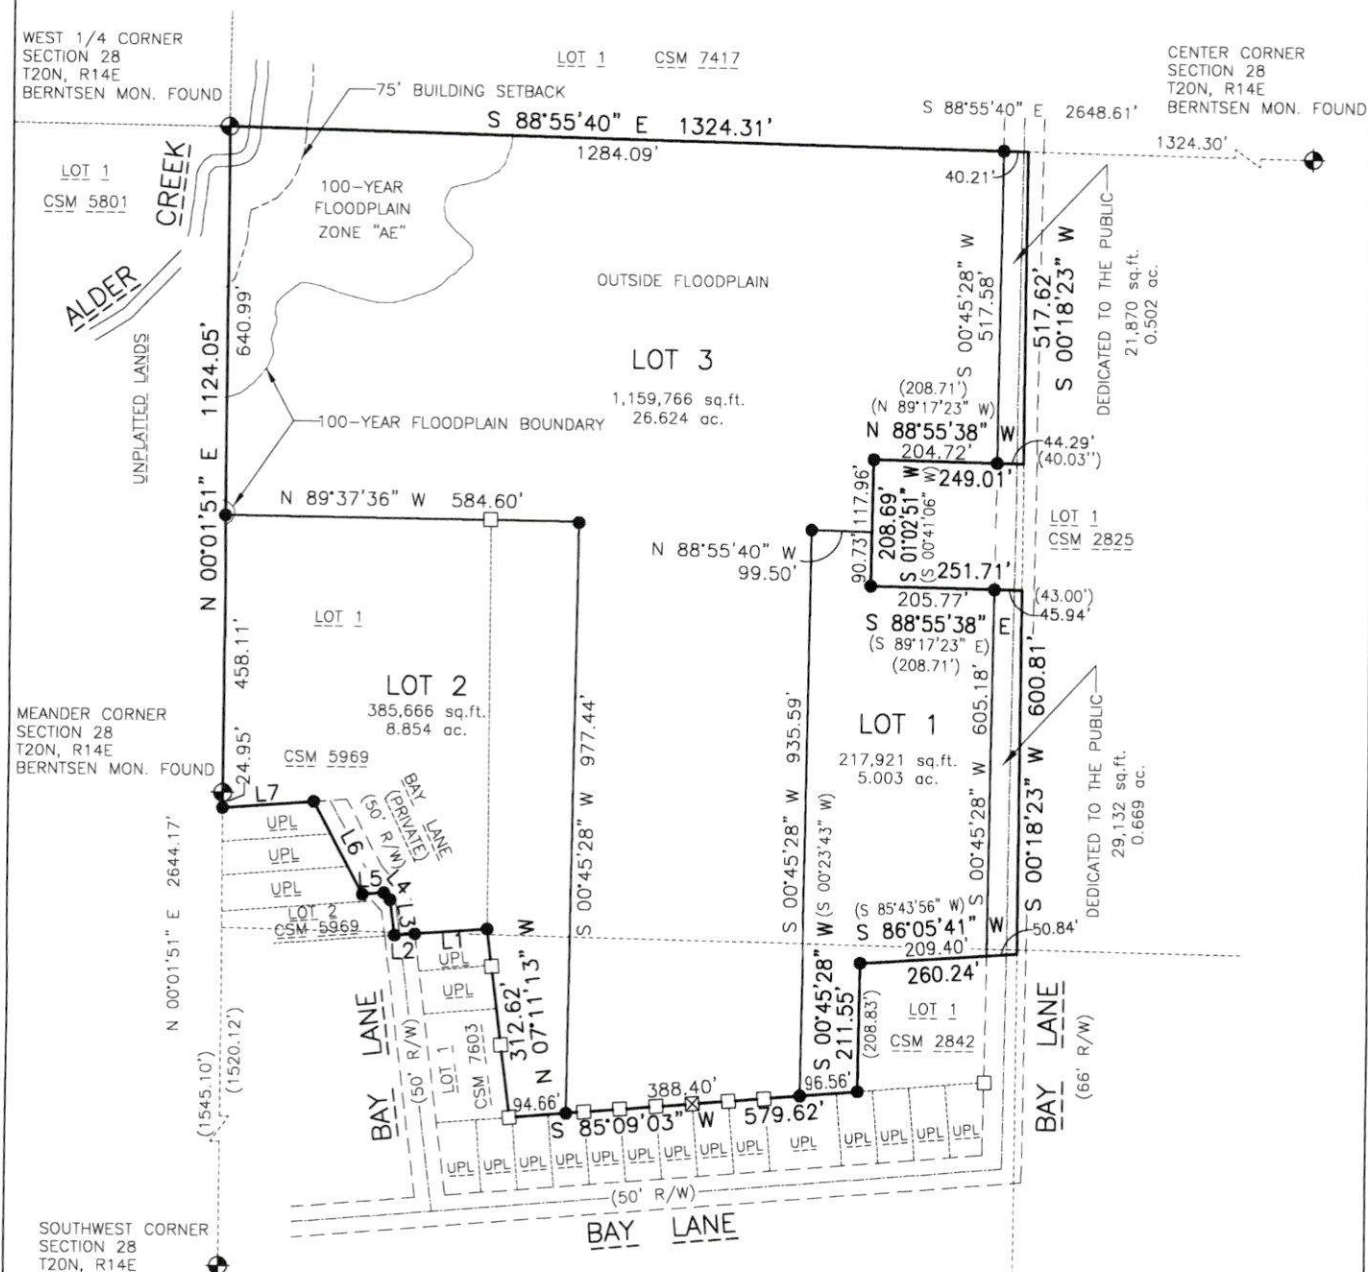 WEST 1/4 CORNER
SECTION 28
T20N, R14E
BERNTSEN MON. FOUND
LOT 1 CSM 7417
CENTER CORNER
SECTION 28
T20N, R14E
BERNTSEN MON. FOUND
75' BUILDING SETBACK
S 88°55'40" E 2648.61'
S 88°55'40" E 1324.31'
1284.09'
1324.30'
40.21'
LOT 1
CSM 5801
ALDER CREEK
100-YEAR
FLOODPLAIN
ZONE "AE"
OUTSIDE FLOODPLAIN
UNPLATTED LANDS
N 00°01'51" E 1124.05'
640.99'
LOT 3
1,159,766 sq.ft.
26.624 ac.
100-YEAR FLOODPLAIN BOUNDARY
S 00°45'28" W
517.58'
517.62'
S 00°18'23" W
DEDICATED TO THE PUBLIC
21,870 sq.ft.
0.502 ac.
(208.71')
(N 89°17'23" W)
N 88°55'38" W
204.72'
249.01'
44.29'
(40.03'')
N 89°37'36" W 584.60'
117.96'
90.73'
208.69'
S 01°02'51" W
(S 00°41'06" W)
LOT 1
CSM 2825
N 88°55'40" W
99.50'
251.71'
205.77'
S 88°55'38" E
(S 89°17'23" E)
(208.71')
(43.00')
45.94'
LOT 1
458.11'
LOT 2
385,666 sq.ft.
8.854 ac.
CSM 5969
S 00°45'28" W 977.44'
S 00°45'28" W 935.59'
(S 00°23'43" W)
LOT 1
217,921 sq.ft.
5.003 ac.
S 00°45'28" W 605.18'
S 00°18'23" W 600.81'
DEDICATED TO THE PUBLIC
29,132 sq.ft.
0.669 ac.
MEANDER CORNER
SECTION 28
T20N, R14E
BERNTSEN MON. FOUND
24.95'
L7
L6
L5
L4
L3
L2
L1
BAY LANE
(PRIVATE)
(50' R/W)
UPL
UPL
UPL
LOT 2
CSM 5969
UPL
UPL
N 00°01'51" E 2644.17'
(1545.10')
(1520.12')
(S 85°43'56" W)
S 86°05'41" W
209.40'
260.24'
50.84'
BAY LANE
(50' R/W)
LOT 1
CSM 7603
312.62'
N 07°11'13" W
S 00°45'28" W
211.55'
(208.83')
LOT 1
CSM 2842
BAY LANE
(66' R/W)
94.66'
388.40'
96.56'
S 85°09'03" W 579.62'
UPL UPL UPL UPL UPL UPL UPL UPL UPL UPL UPL UPL UPL
(50' R/W)
BAY LANE
SOUTHWEST CORNER
SECTION 28
T20N, R14E